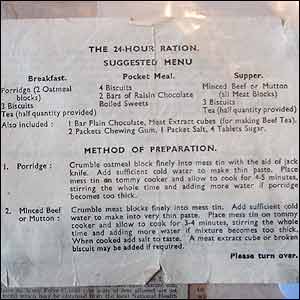 THE 24-HOUR RATION.
SUGGESTED MENU
Breakfast. Pocket Meal. Supper.
Porridge (2 Oatmeal blocks)
3 Biscuits
Tea (half quantity provided)
4 Biscuits
2 Bars of Raisin Chocolate
Boiled Sweets
Minced Beef or Mutton
(all Meat Blocks)
3 Biscuits
Tea (half quantity provided)
Also included : 1 Bar Plain Chocolate, Meat Extract cubes (for making Beef Tea).
2 Packets Chewing Gum, 1 Packet Salt, 4 Tablets Sugar.
METHOD OF PREPARATION.
1. Porridge : Crumble oatmeal block finely into mess tin with the aid of jack
knife. Add sufficient cold water to make thin paste. Place
mess tin on tommy cooker and allow to cook for 4-5 minutes,
stirring the whole time and adding more water if porridge
becomes too thick.
2. Minced Beef
or Mutton : Crumble meat blocks finely into mess tin. Add sufficient cold
water to make into very thin paste. Place mess tin on tommy
cooker and allow to cook for 3-4 minutes, stirring the whole
time and adding more water if mixture becomes too thick.
When cooked add salt to taste. A meat extract cube or broken
biscuit may be added if required.
Please turn over.